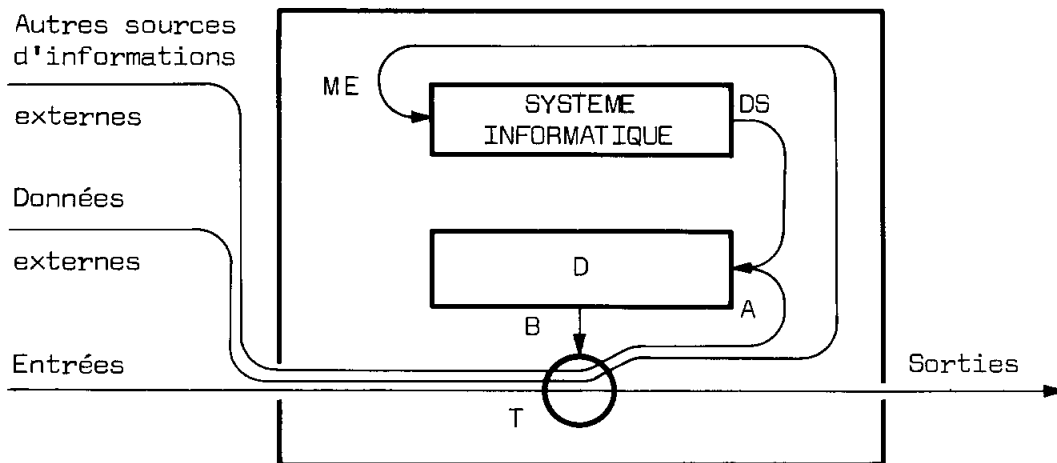 Autres sources
d'informations
externes
Données
externes
Entrées
ME
SYSTEME
INFORMATIQUE
DS
D
B
A
T
Sorties